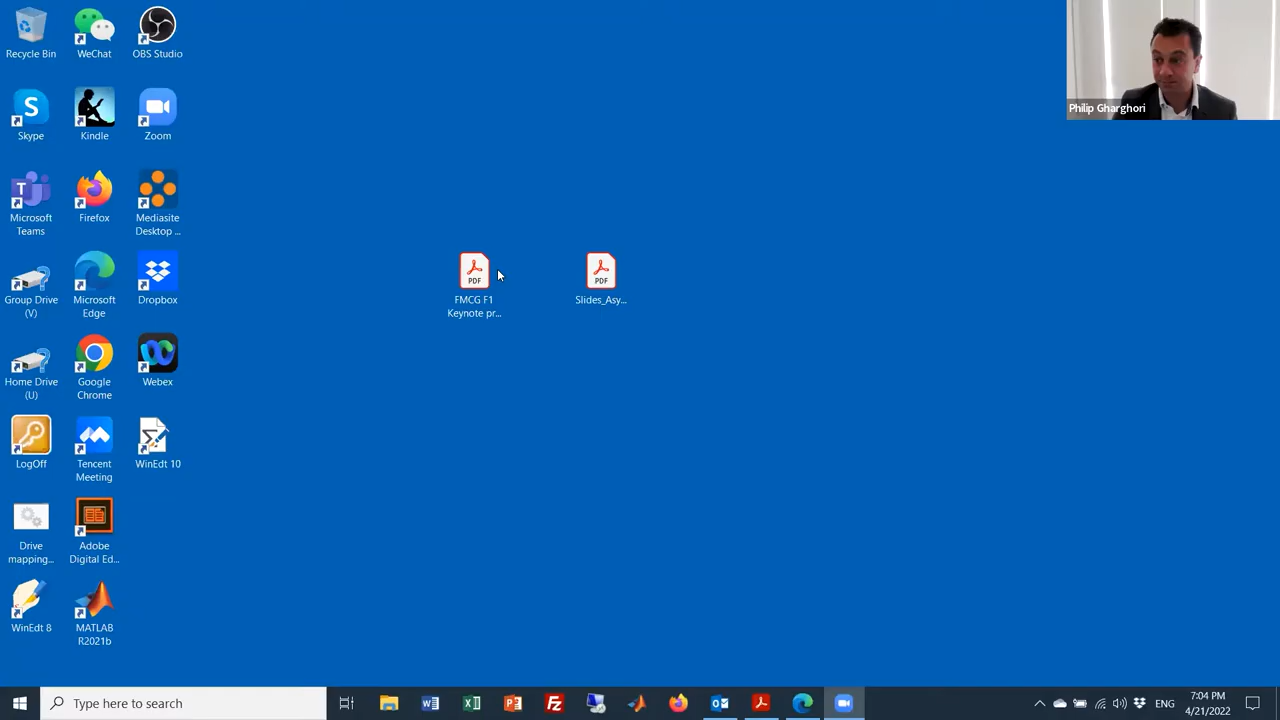 Recycle Bin
WeChat
OBS Studio
Philip Gharghori
Skype
Kindle
Zoom
Microsoft
Teams
Firefox
Mediasite
Desktop ...
PDF
FMCG F1
Keynote pr...
PDF
Slides_Asy...
Group Drive
(V)
Microsoft
Edge
Dropbox
Home Drive
(U)
Google
Chrome
Webex
LogOff
Tencent
Meeting
WinEdt 10
Drive
mapping...
Adobe
Digital Ed...
WinEdt 8
MATLAB
R2021b
Type here to search
ENG
7:04 PM
4/21/2022